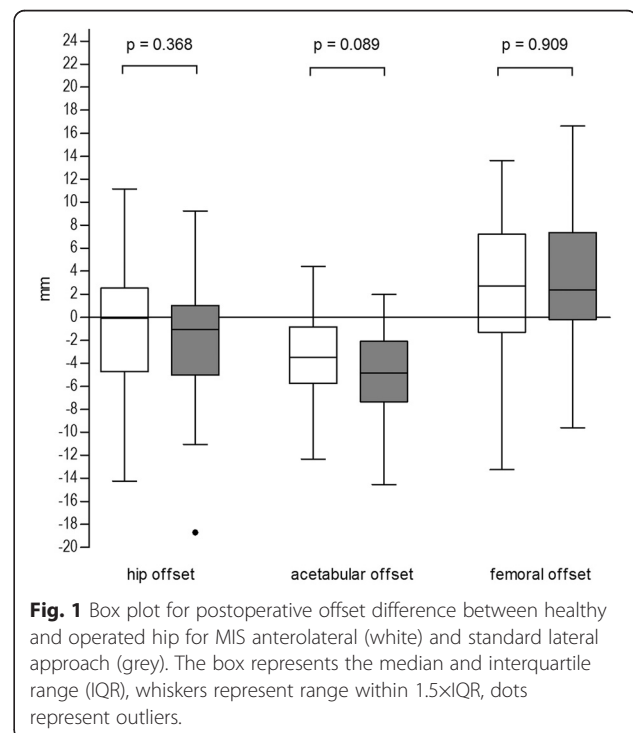 p = 0.368 p = 0.089 p = 0.909
24
22
20
18
16
14
12
10
8
6
4
2
0
-2
-4
-6
-8
-10
-12
-14
-16
-18
-20
mm
hip offset acetabular offset femoral offset
Fig. 1 Box plot for postoperative offset difference between healthy
and operated hip for MIS anterolateral (white) and standard lateral
approach (grey). The box represents the median and interquartile
range (IQR), whiskers represent range within 1.5×IQR, dots
represent outliers.